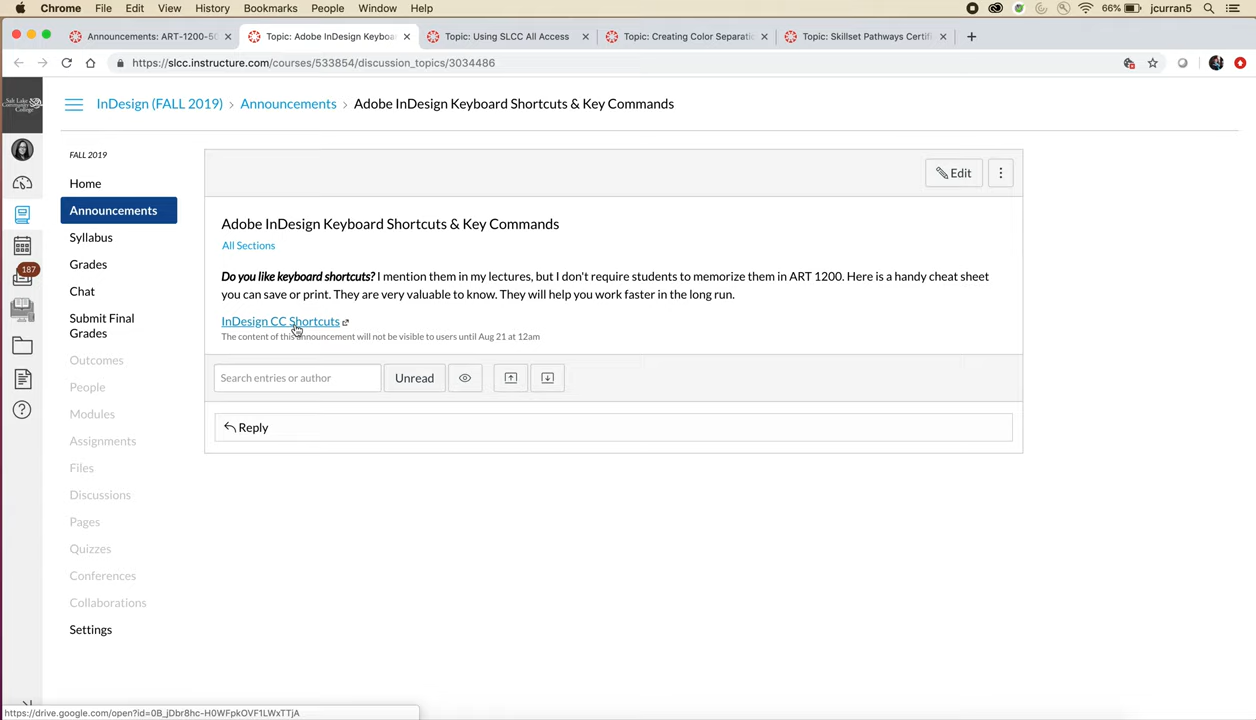 Chrome File Edit View History Bookmarks People Window Help 66% jcurran5
Announcements: ART-1200-50 Topic: Adobe InDesign Keyboa Topic: Using SLCC All Access Topic: Creating Color Separatio Topic: Skillset Pathways Certif
https://slcc.instructure.com/courses/533854/discussion_topics/3034486
Salt Lake
Community
College
InDesign (FALL 2019) › Announcements › Adobe InDesign Keyboard Shortcuts & Key Commands
FALL 2019
Edit
Home
Announcements
Adobe InDesign Keyboard Shortcuts & Key Commands
Syllabus
All Sections
Grades
187
Do you like keyboard shortcuts? I mention them in my lectures, but I don't require students to memorize them in ART 1200. Here is a handy cheat sheet
you can save or print. They are very valuable to know. They will help you work faster in the long run.
Chat
Submit Final
Grades
InDesign CC Shortcuts
The content of this announcement will not be visible to users until Aug 21 at 12am
Outcomes
People
Search entries or author Unread
Modules
Reply
Assignments
Files
Discussions
Pages
Quizzes
Conferences
Collaborations
Settings
https://drive.google.com/open?id=0B_jDbr8hc-H0WFpkOVF1LWxTTjA